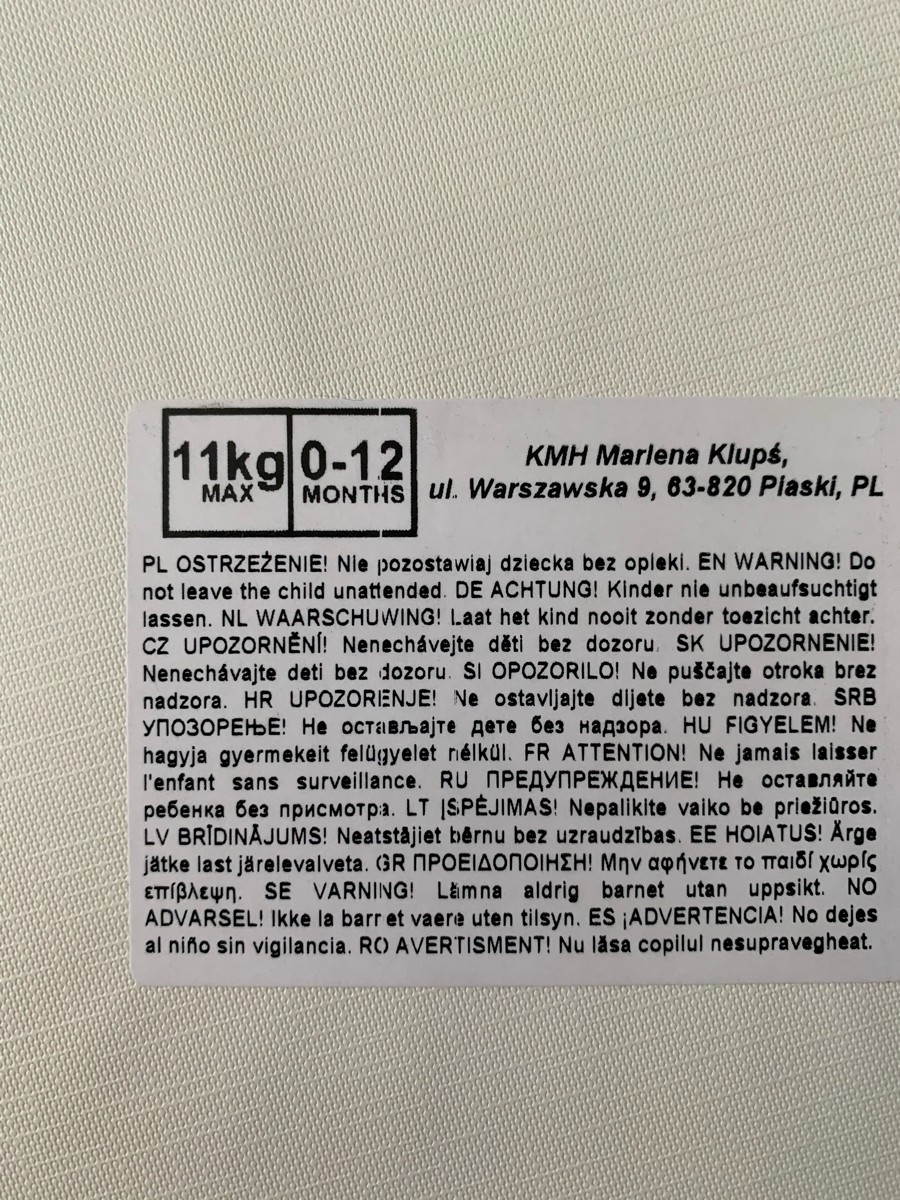 11kg MAX
0-12 MONTHS
KMH Marlena Klupś,
ul. Warszawska 9, 63-820 Piaski, PL
PL OSTRZEŻENIE! Nie pozostawiaj dziecka bez opieki. EN WARNING! Do
not leave the child unattended. DE ACHTUNG! Kinder nie unbeaufsuchtigt
lassen. NL WAARSCHUWING! Laat het kind nooit zonder toezicht achter.
CZ UPOZORNĚNÍ! Nenechávejte děti bez dozoru. SK UPOZORNENIE!
Nenechávajte deti bez dozoru. SI OPOZORILO! Ne puščajte otroka brez
nadzora. HR UPOZORENJE! Ne ostavljajte dijete bez nadzora. SRB
УПОЗОРЕЊЕ! Не остављајте дете без надзора. HU FIGYELEM! Ne
hagyja gyermekeit felügyelet nélkül. FR ATTENTION! Ne jamais laisser
l'enfant sans surveillance. RU ПРЕДУПРЕЖДЕНИЕ! Не оставляйте
ребенка без присмотра. LT ĮSPĖJIMAS! Nepalikite vaiko be priežiūros.
LV BRĪDINĀJUMS! Neatstājiet bērnu bez uzraudzības. EE HOIATUS! Ärge
jätke last järelevalveta. GR ΠΡΟΕΙΔΟΠΟΙΗΣΗ! Μην αφήνετε το παιδί χωρίς
επίβλεψη. SE VARNING! Lämna aldrig barnet utan uppsikt. NO
ADVARSEL! Ikke la barnet vaere uten tilsyn. ES ¡ADVERTENCIA! No dejes
al niño sin vigilancia. RO AVERTISMENT! Nu lăsa copilul nesupravegheat.